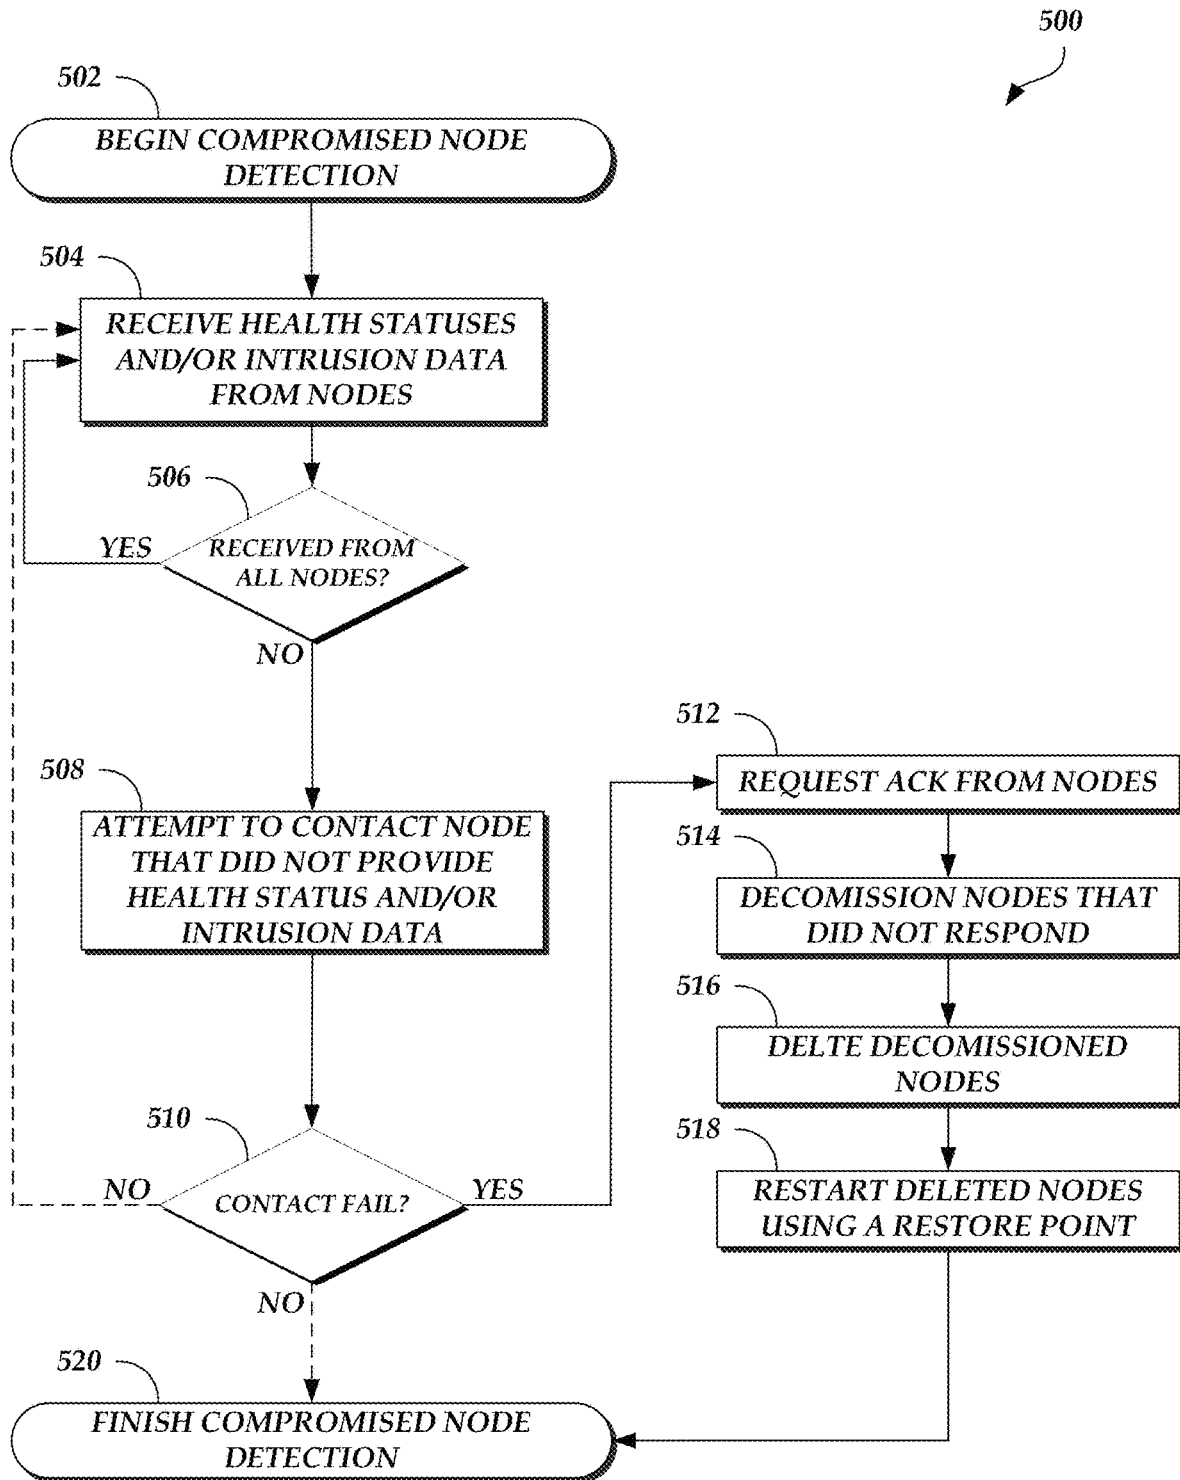 500
502
BEGIN COMPROMISED NODE
DETECTION
504
RECEIVE HEALTH STATUSES
AND/OR INTRUSION DATA
FROM NODES
506
YES
RECEIVED FROM
ALL NODES?
NO
508
ATTEMPT TO CONTACT NODE
THAT DID NOT PROVIDE
HEALTH STATUS AND/OR
INTRUSION DATA
510
NO
CONTACT FAIL?
YES
NO
512
REQUEST ACK FROM NODES
514
DECOMISSION NODES THAT
DID NOT RESPOND
516
DELTE DECOMISSIONED
NODES
518
RESTART DELETED NODES
USING A RESTORE POINT
520
FINISH COMPROMISED NODE
DETECTION